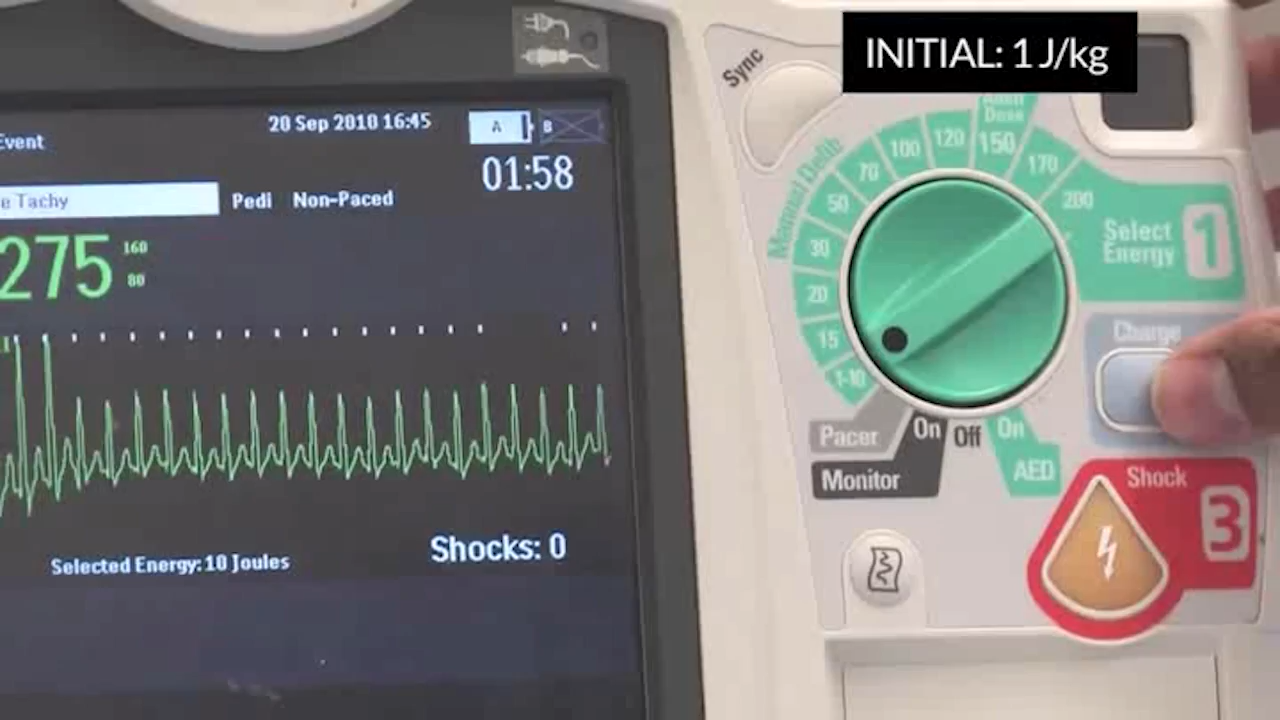 INITIAL: 1 J/kg
Sync
Event
20 Sep 2010 16:45
A
B
01:58
e Tachy
Pedi Non-Paced
275
160
80
Shocks: 0
Selected Energy: 10 Joules
Manual Defib
1-10
15
20
30
50
70
100
120
150
170
200
Dose
Select
Energy
1
Charge
Pacer
Monitor
On
Off
On
AED
Shock
3